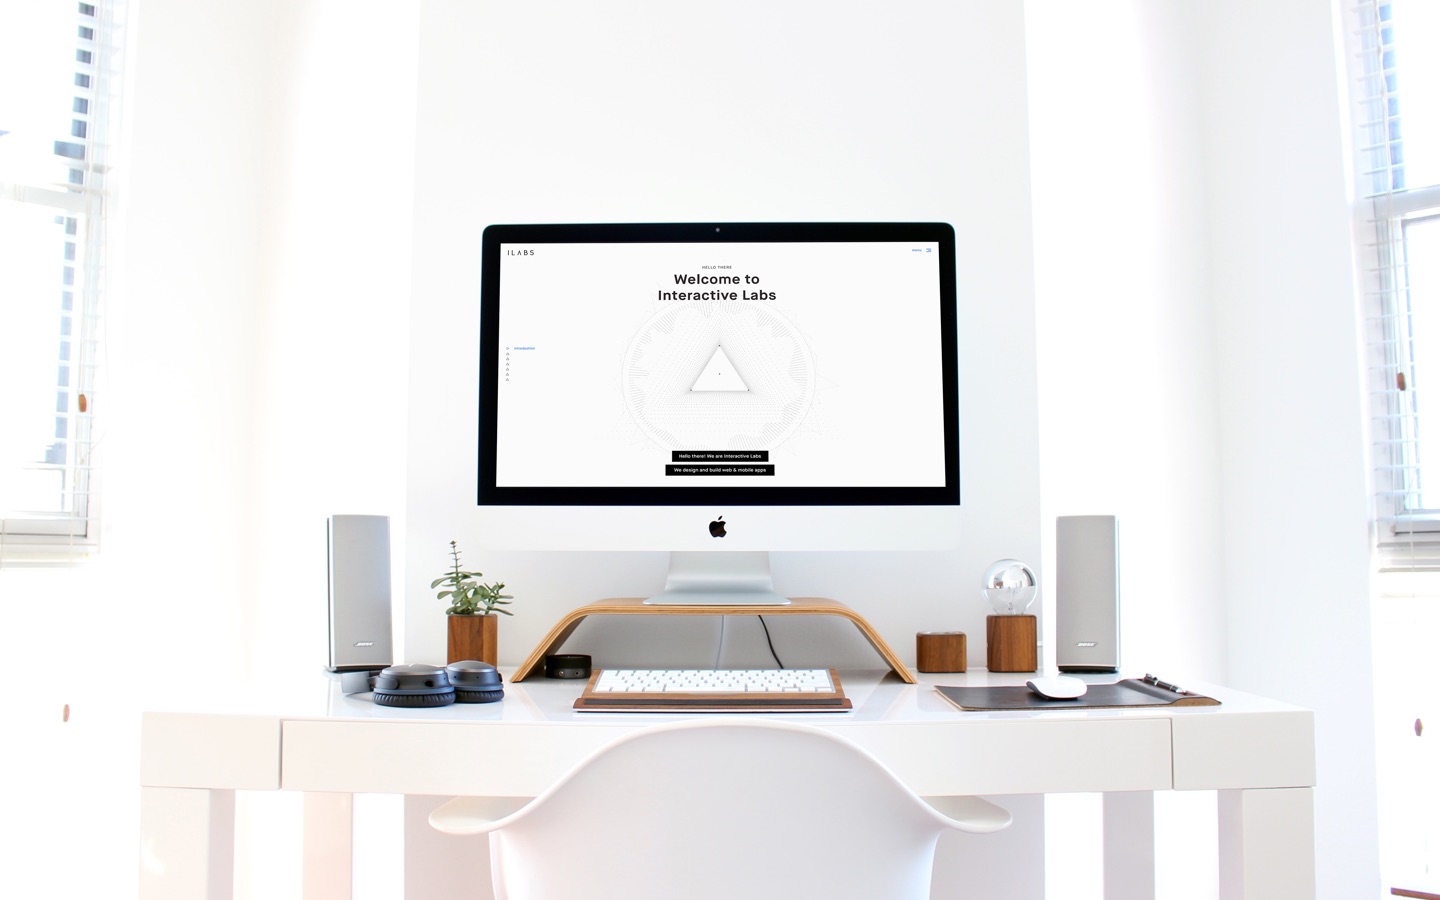 ILABS
HELLO THERE
Welcome to
Interactive Labs
Introduction
Hello there! We are Interactive Labs
We design and build web & mobile apps
BOSE
BOSE